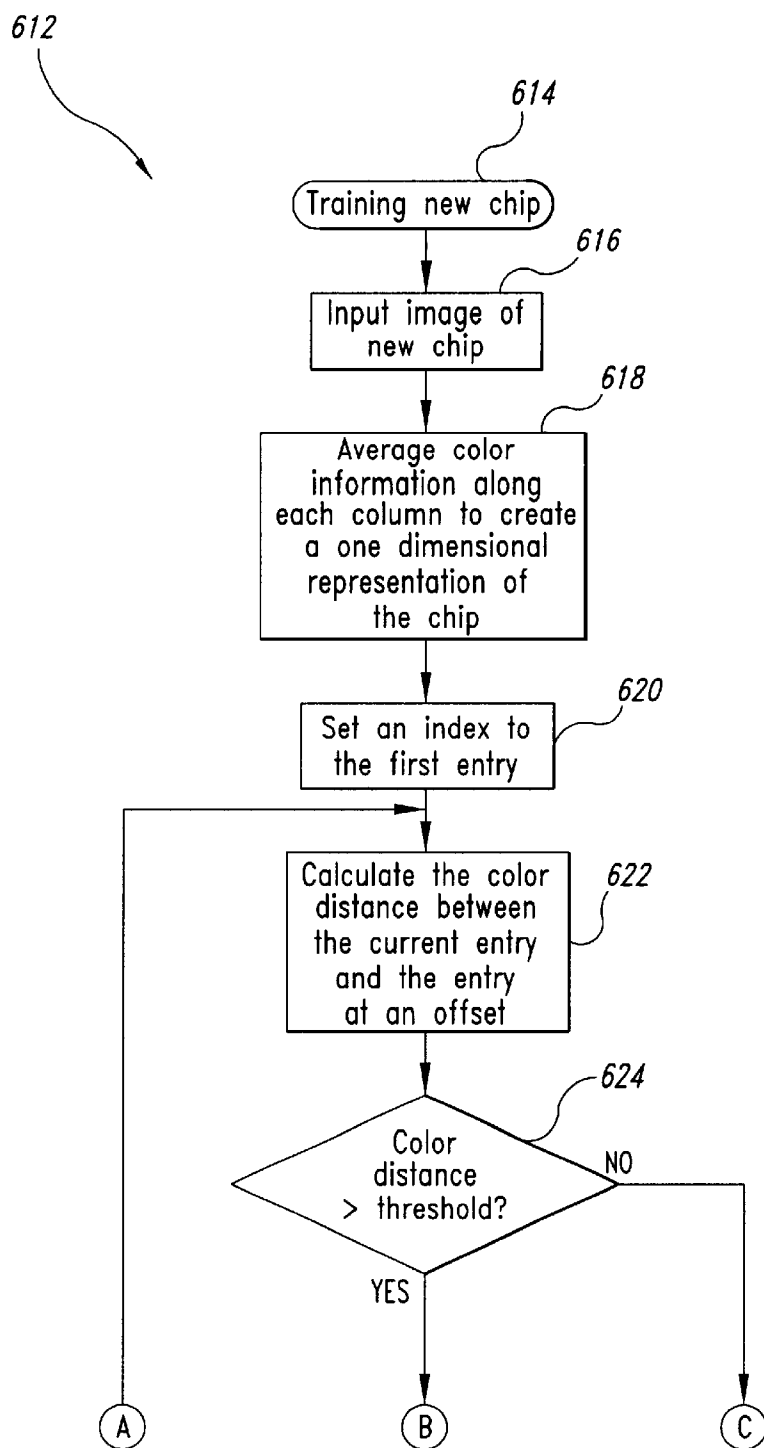 612
614
Training new chip
616
Input image of
new chip
618
Average color
information along
each column to create
a one dimensional
representation of
the chip
620
Set an index to
the first entry
622
Calculate the color
distance between
the current entry
and the entry
at an offset
624
Color
distance
> threshold?
NO
YES
A
B
C